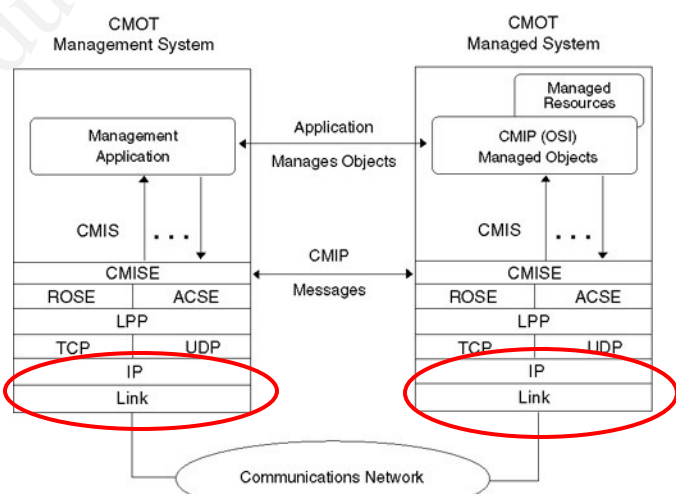 CMOT
Management System
CMOT
Managed System
Managed
Resources
Management
Application
Application
Manages Objects
CMIP (OSI)
Managed Objects
CMIS
. . .
CMIP
Messages
CMIS
. . .
CMISE
ROSE ACSE
LPP
TCP UDP
IP
Link
CMISE
ROSE ACSE
LPP
TCP UDP
IP
Link
Communications Network